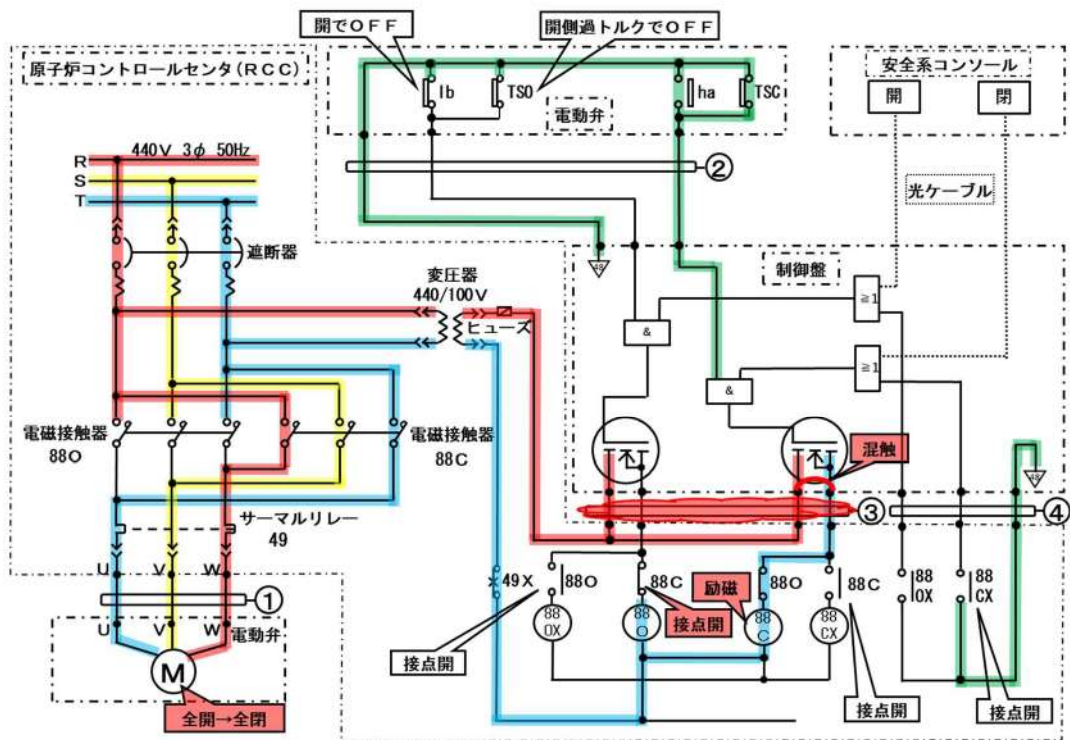 開でＯＦＦ
開側過トルクでＯＦＦ
原子炉コントロールセンタ(ＲＣＣ)
安全系コンソール
開
閉
lb
TSO
ha
TSC
電動弁
440V 3φ 50Hz
R
S
T
②
光ケーブル
遮断器
変圧器
440/100V
ヒューズ
48
制御盤
≧1
&
≧1
&
電磁接触器
88O
電磁接触器
88C
混触
48
サーマルリレー
49
③
④
U
V
W
①
49X
88O
88C
励磁
88O
88C
88
OX
88
CX
接点開
88
OX
88
O
88
C
88
CX
U
V
W
電動弁
接点開
接点開
接点開
M
全開→全閉